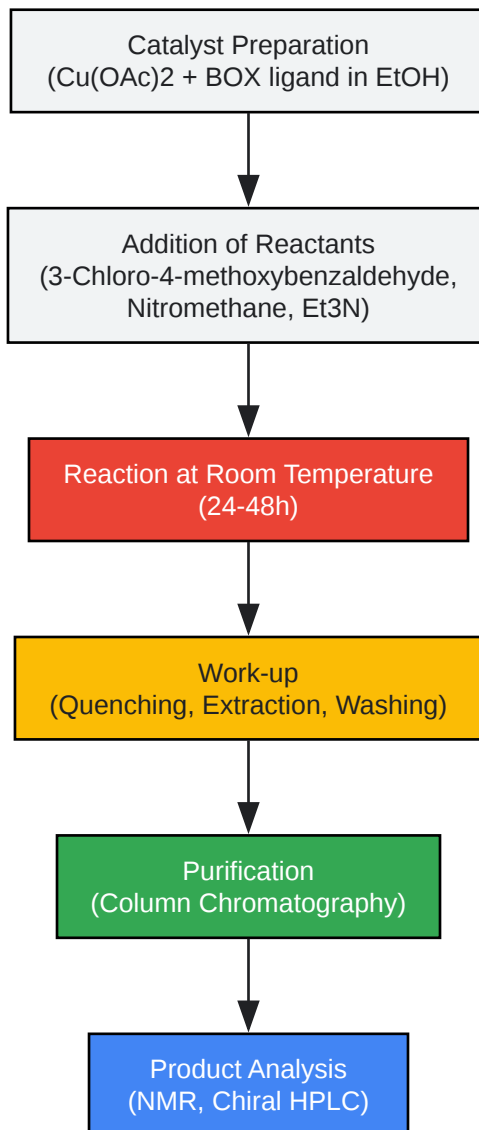 Catalyst Preparation
(Cu(OAc)2 + BOX ligand in EtOH)
Addition of Reactants
(3-Chloro-4-methoxybenzaldehyde,
Nitromethane, Et3N)
Reaction at Room Temperature
(24-48h)
Work-up
(Quenching, Extraction, Washing)
Purification
(Column Chromatography)
Product Analysis
(NMR, Chiral HPLC)